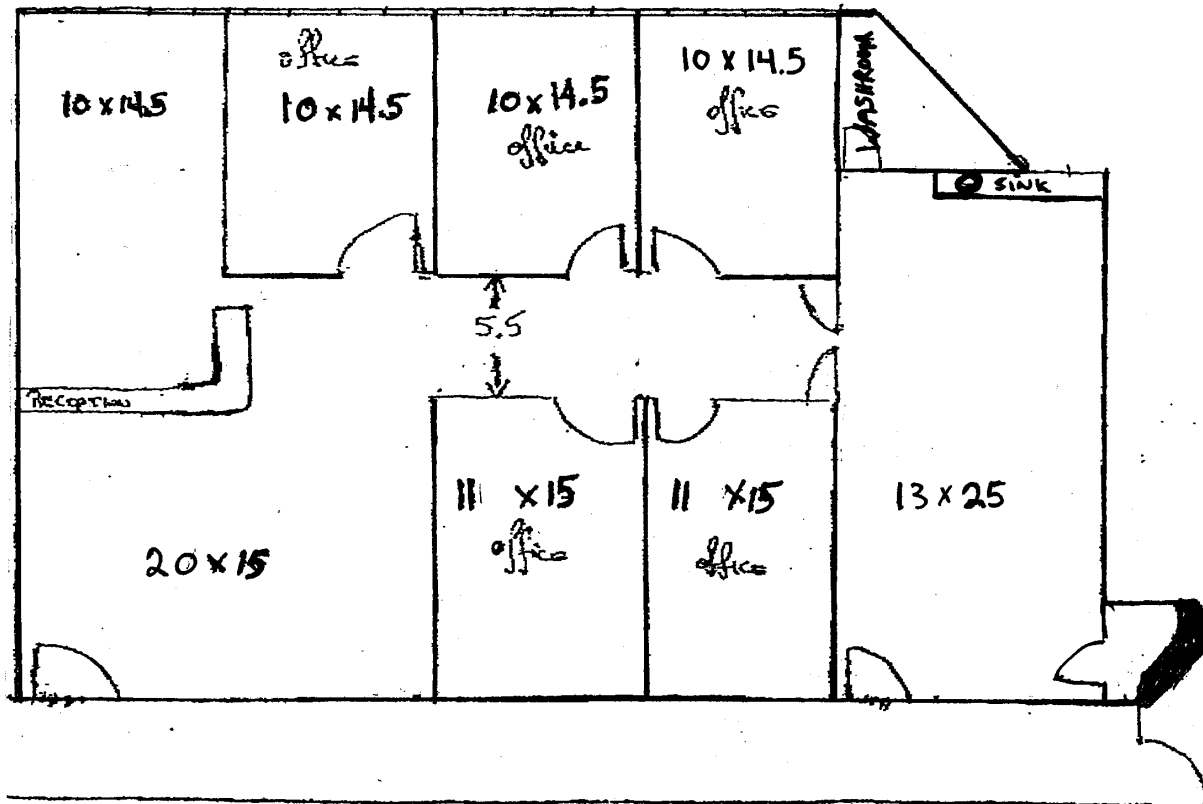 office
10 x 14.5
10 x 14.5
10 x 14.5
office
10 x 14.5
office
WASHROOM
SINK
5.5
RECEPTION
11 x 15
office
11 x 15
office
13 x 25
20 x 15